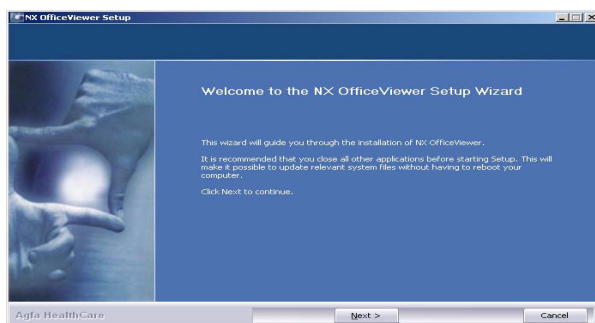 NX OfficeViewer Setup
Welcome to the NX OfficeViewer Setup Wizard
This wizard will guide you through the installation of NX OfficeViewer.
It is recommended that you close all other applications before starting Setup. This will
make it possible to update relevant system files without having to reboot your
computer.
Click Next to continue.
Agfa HealthCare
Next >
Cancel